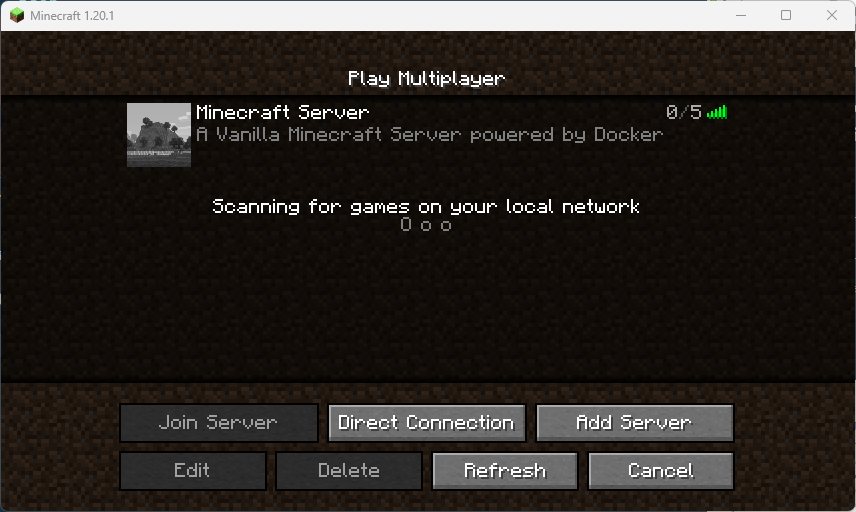 Minecraft 1.20.1
Play Multiplayer
Minecraft Server 0/5
A Vanilla Minecraft Server powered by Docker
Scanning for games on your local network
O o o
Join Server Direct Connection Add Server
Edit Delete Refresh Cancel